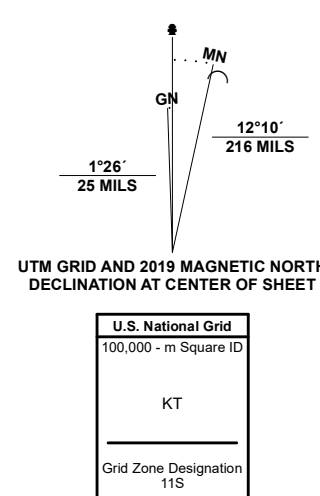 MN
GN
12°10´
216 MILS
1°26´
25 MILS
UTM GRID AND 2019 MAGNETIC NORTH
DECLINATION AT CENTER OF SHEET
U.S. National Grid
100,000 - m Square ID
KT
Grid Zone Designation
11S